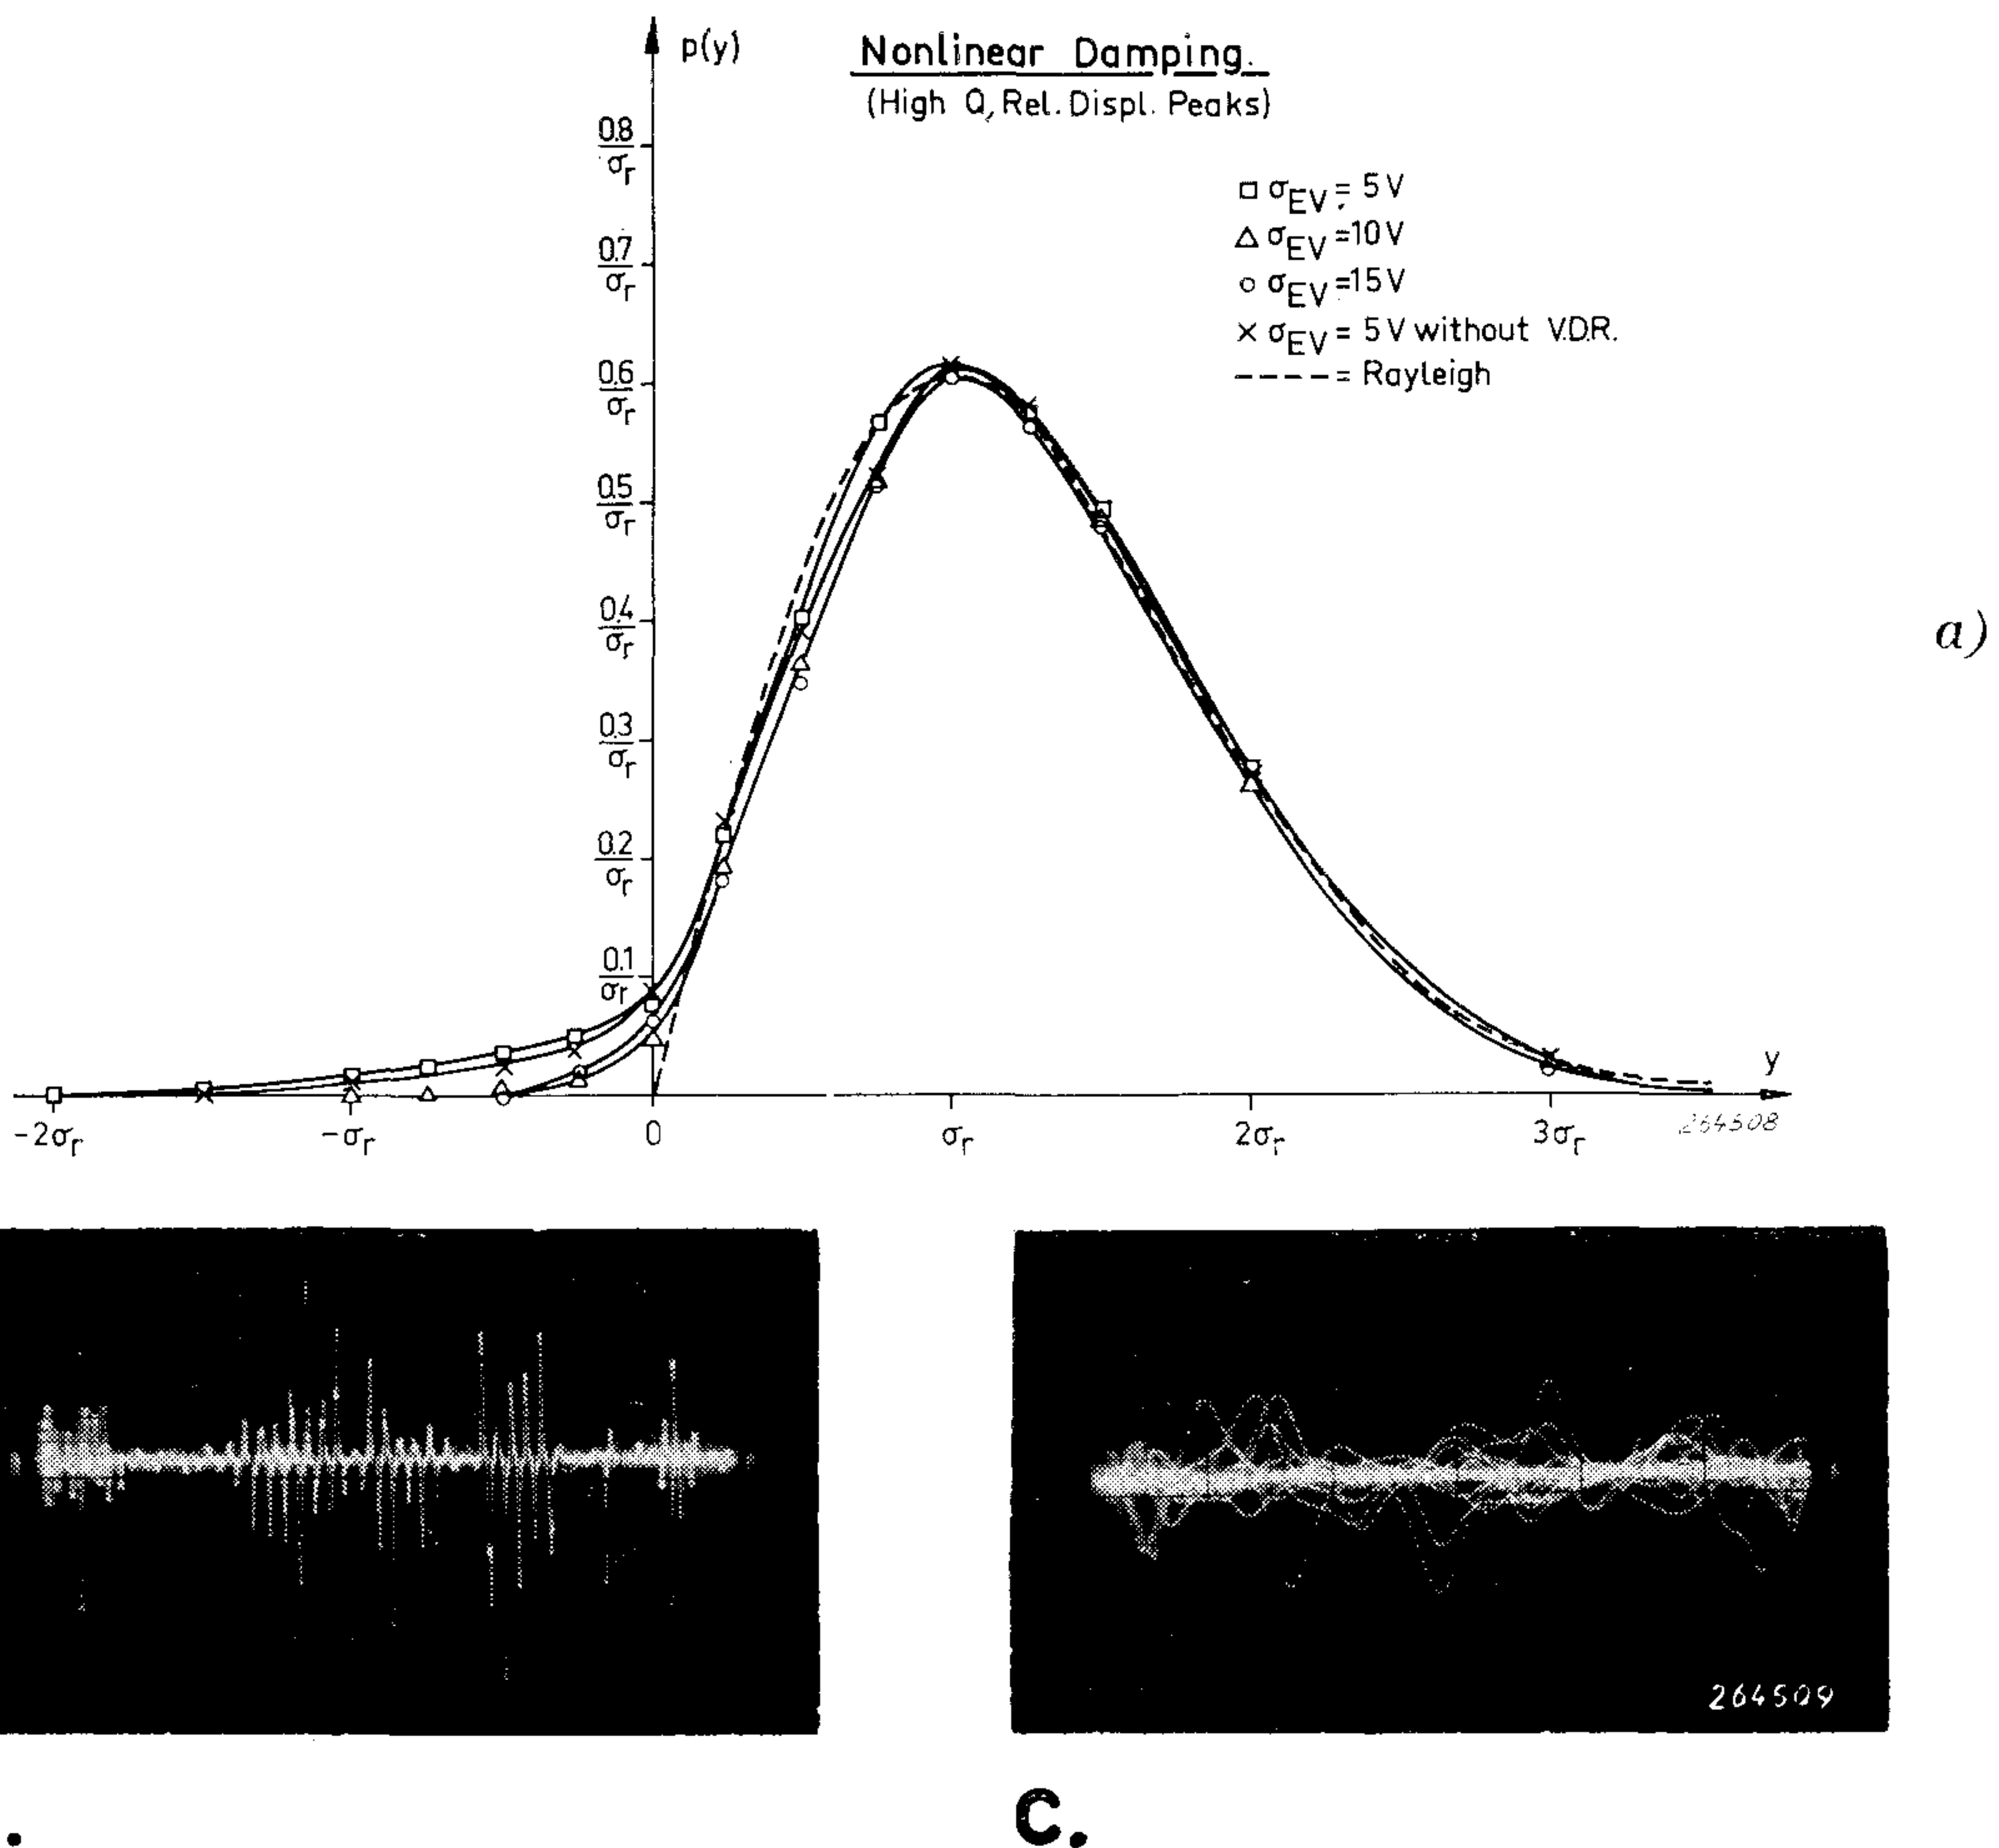 p(y)
Nonlinear Damping.
(High Q, Rel. Displ. Peaks)
0.8
σr
0.7
σr
0.6
σr
0.5
σr
0.4
σr
0.3
σr
0.2
σr
0.1
σr
□ σEV = 5 V
△ σEV = 10 V
○ σEV = 15 V
× σEV = 5 V without V.D.R.
---- = Rayleigh
a)
y
-2σr -σr 0 σr 2σr 3σr
264508
264509
C.